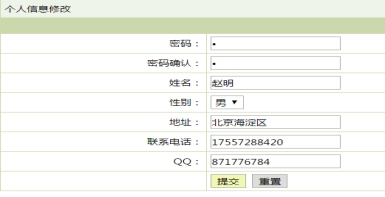 个人信息修改
密码： •
密码确认： •
姓名： 赵明
性别： 男 ▼
地址： 北京海淀区
联系电话： 17557288420
QQ： 871776784
提交 重置